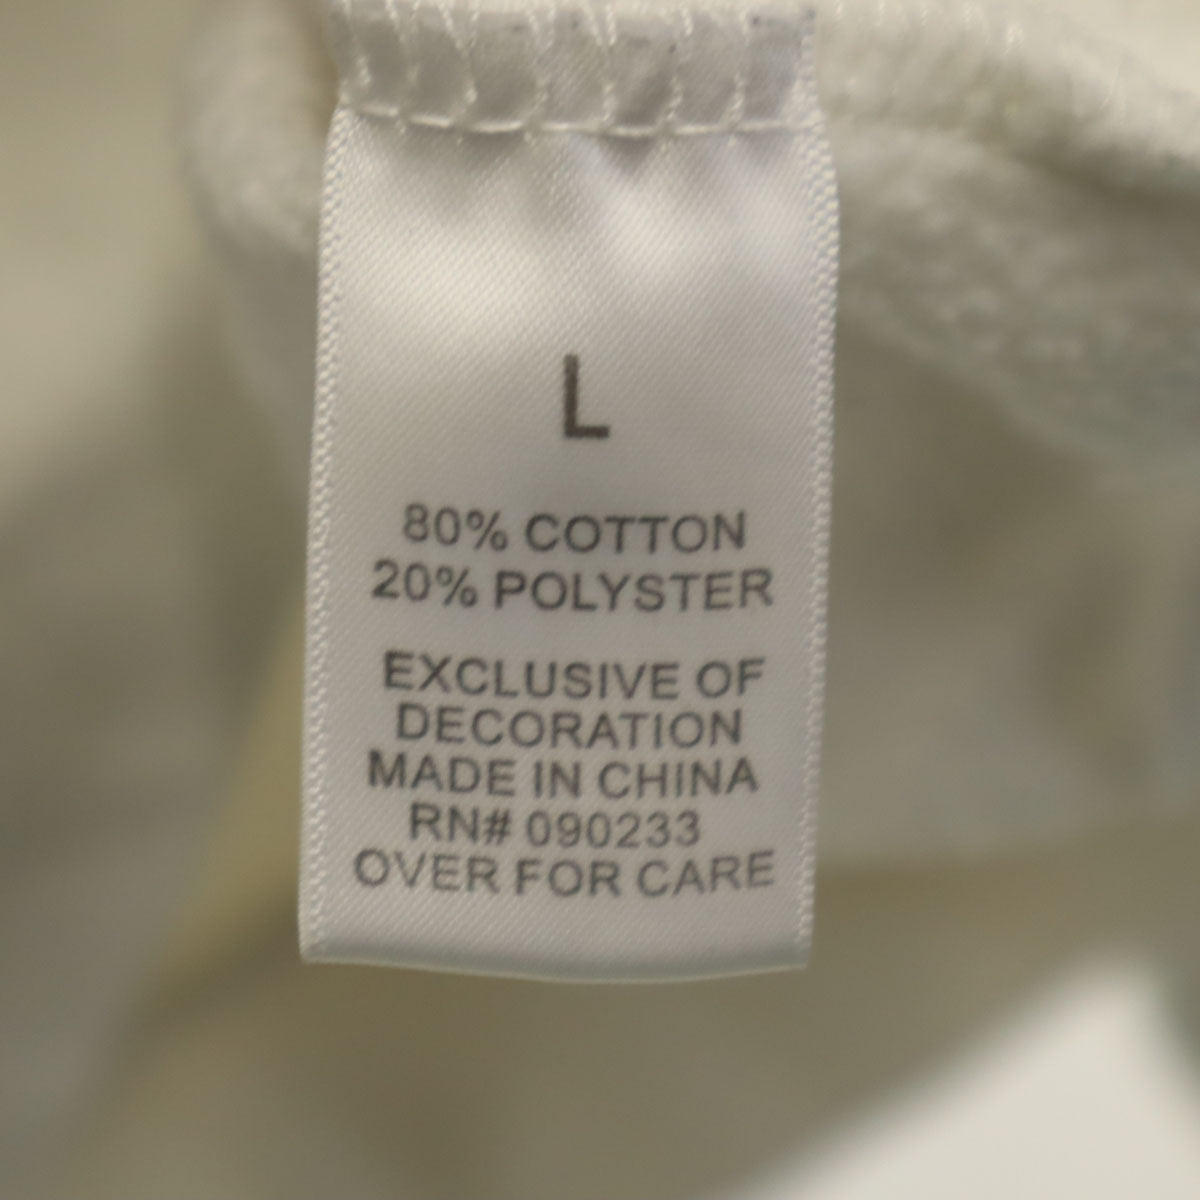 L
80% COTTON
20% POLYSTER
EXCLUSIVE OF
DECORATION
MADE IN CHINA
RN# 090233
OVER FOR CARE